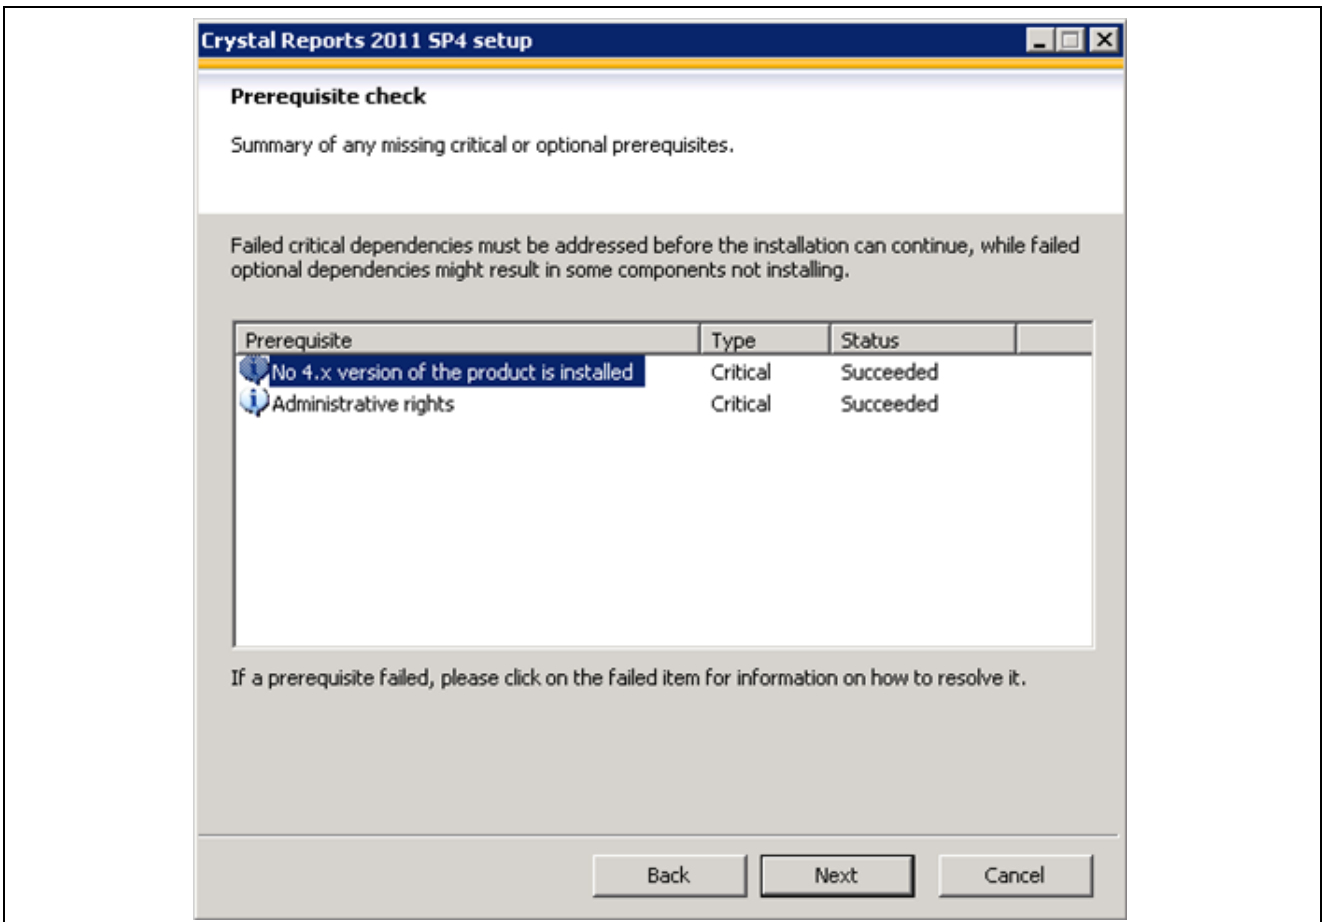 Crystal Reports 2011 SP4 setup
Prerequisite check
Summary of any missing critical or optional prerequisites.
Failed critical dependencies must be addressed before the installation can continue, while failed
optional dependencies might result in some components not installing.
Prerequisite Type Status
No 4.x version of the product is installed Critical Succeeded
Administrative rights Critical Succeeded
If a prerequisite failed, please click on the failed item for information on how to resolve it.
Back Next Cancel